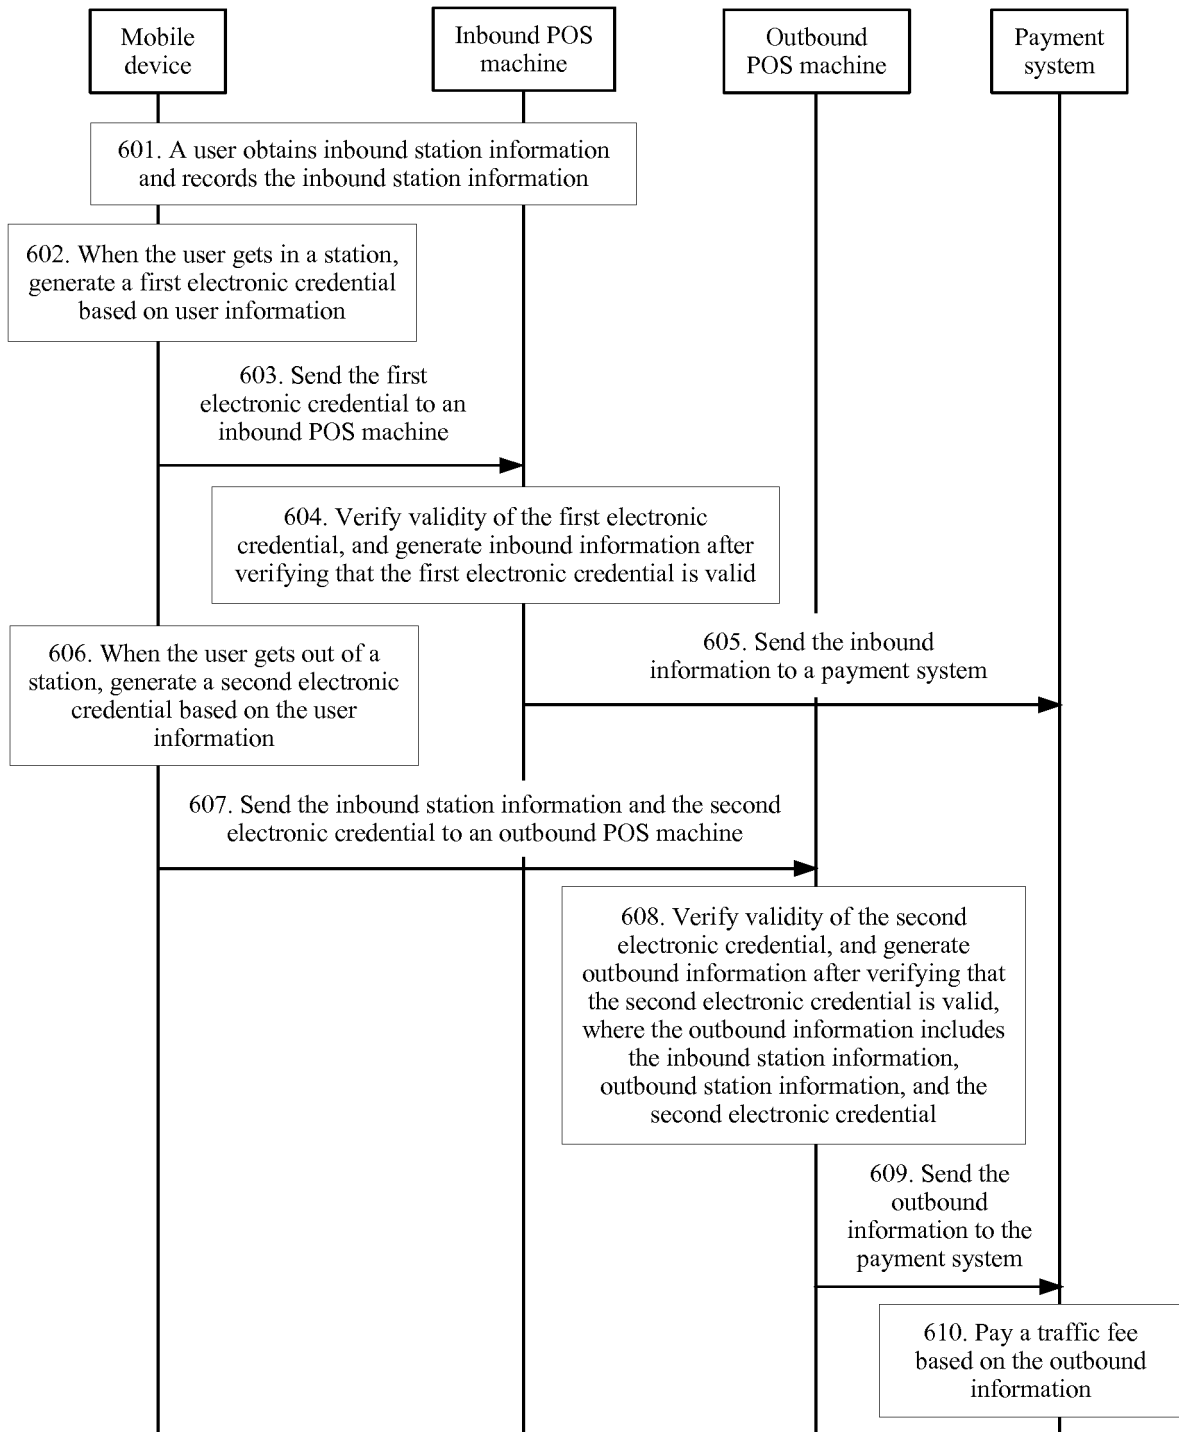 Mobile
device
Inbound POS
machine
Outbound
POS machine
Payment
system
601. A user obtains inbound station information
and records the inbound station information
602. When the user gets in a station,
generate a first electronic credential
based on user information
603. Send the first
electronic credential to an
inbound POS machine
604. Verify validity of the first electronic
credential, and generate inbound information after
verifying that the first electronic credential is valid
605. Send the inbound
information to a payment system
606. When the user gets out of a
station, generate a second electronic
credential based on the user
information
607. Send the inbound station information and the second
electronic credential to an outbound POS machine
608. Verify validity of the second
electronic credential, and generate
outbound information after verifying that
the second electronic credential is valid,
where the outbound information includes
the inbound station information,
outbound station information, and the
second electronic credential
609. Send the
outbound
information to the
payment system
610. Pay a traffic fee
based on the outbound
information